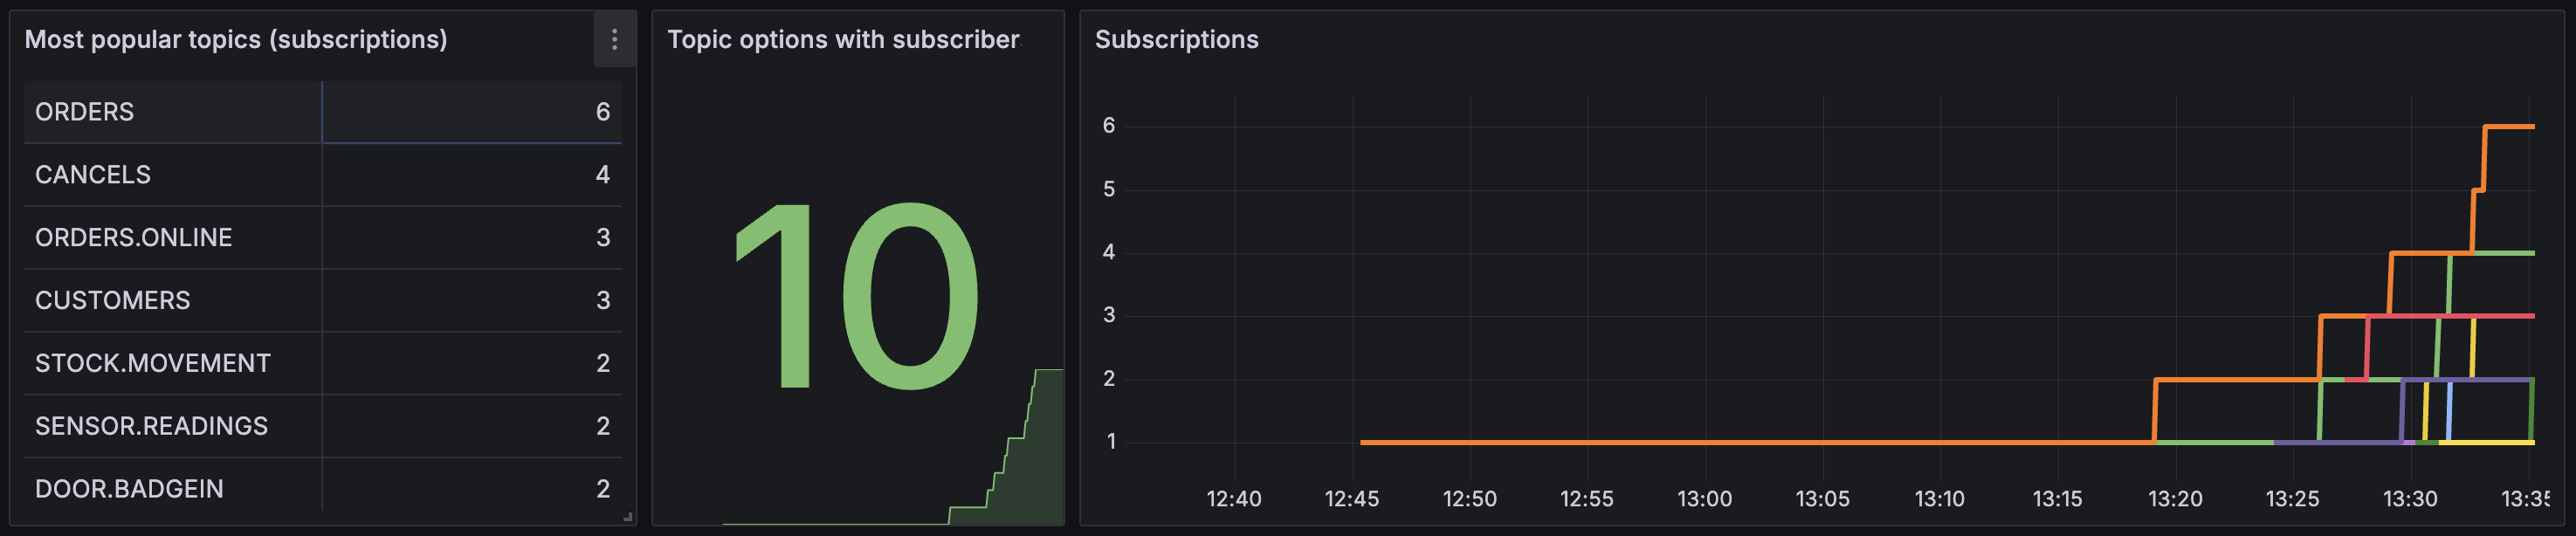 Most popular topics (subscriptions)
ORDERS 6
CANCELS 4
ORDERS.ONLINE 3
CUSTOMERS 3
STOCK.MOVEMENT 2
SENSOR.READINGS 2
DOOR.BADGEIN 2
Topic options with subscriber
10
Subscriptions
6
5
4
3
2
1
12:40 12:45 12:50 12:55 13:00 13:05 13:10 13:15 13:20 13:25 13:30 13:35